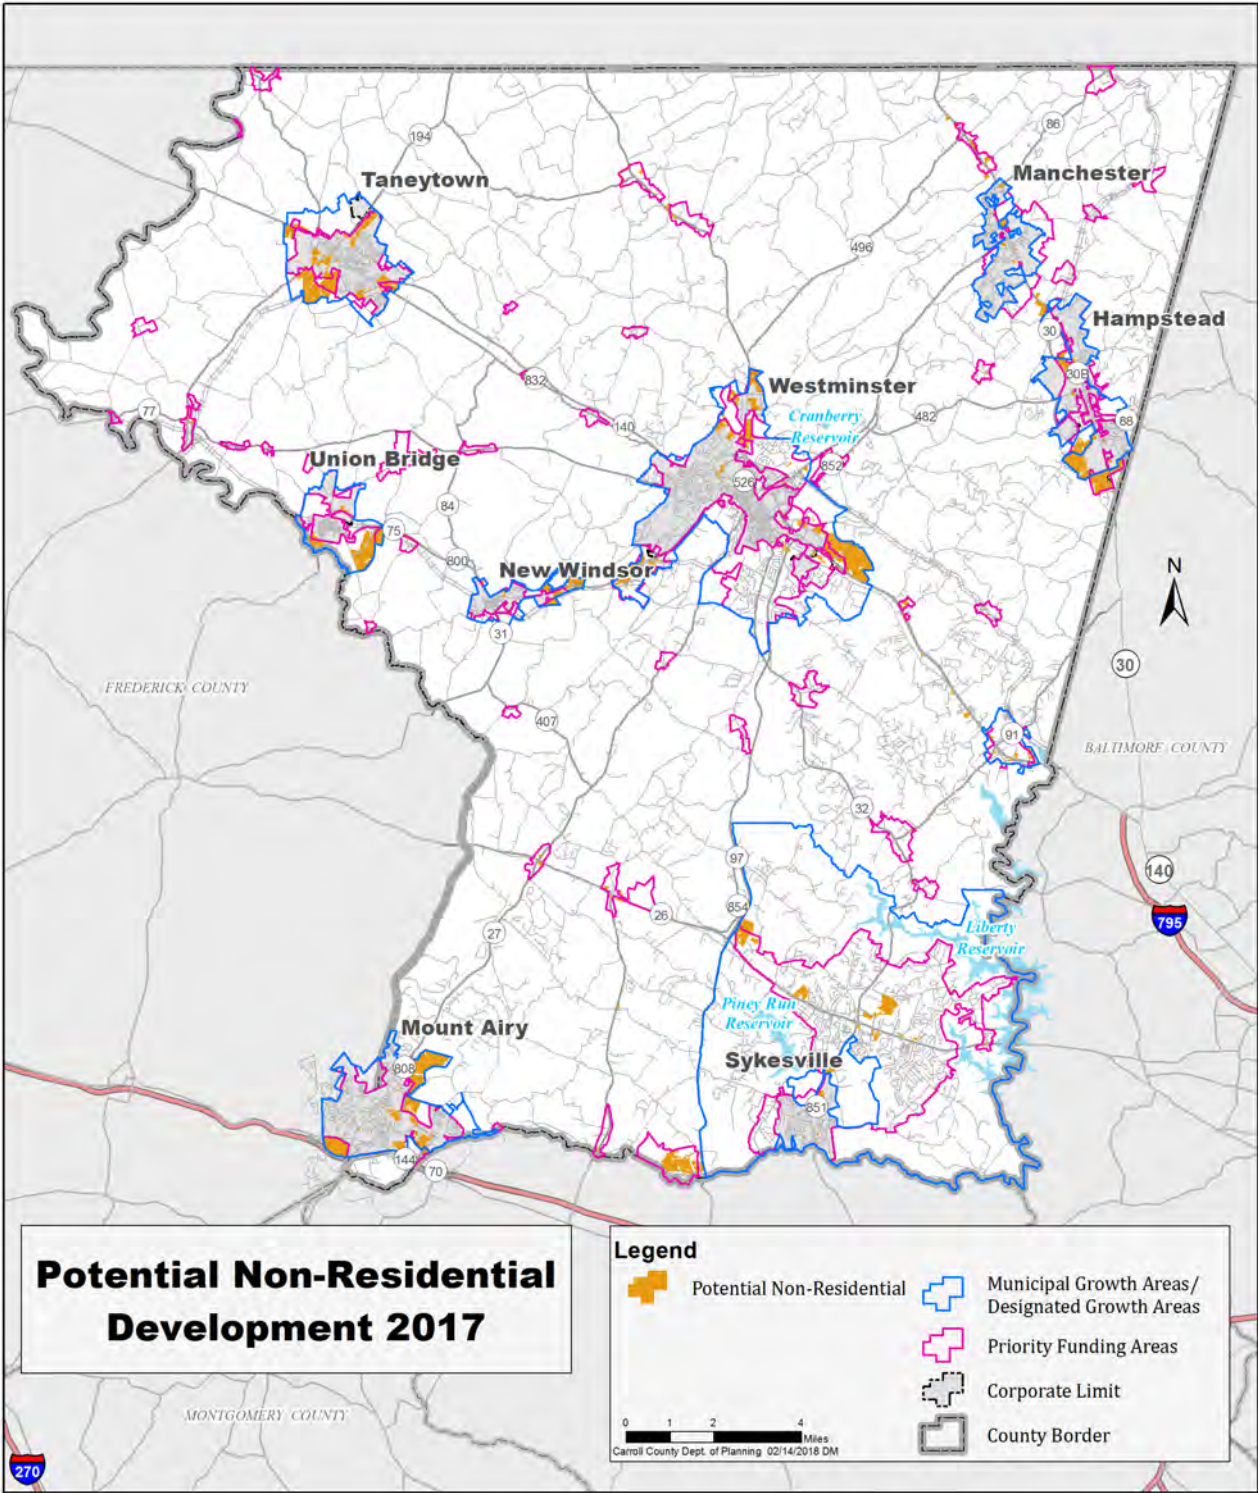 194
86
Taneytown
Manchester
496
Hampstead
30
832
30B
Westminster
Cranberry
Reservoir
77
482
88
140
852
Union Bridge
526
84
75
800
New Windsor
31
N
30
FREDERICK COUNTY
407
91
BALTIMORE COUNTY
32
97
140
854
26
795
27
Liberty
Reservoir
Piney Run
Reservoir
Mount Airy
Sykesville
808
851
144
70
Potential Non-Residential
Development 2017
Legend
Potential Non-Residential
Municipal Growth Areas/
Designated Growth Areas
Priority Funding Areas
Corporate Limit
County Border
0 1 2 4
Miles
Carroll County Dept. of Planning 02/14/2018 DM
MONTGOMERY COUNTY
270